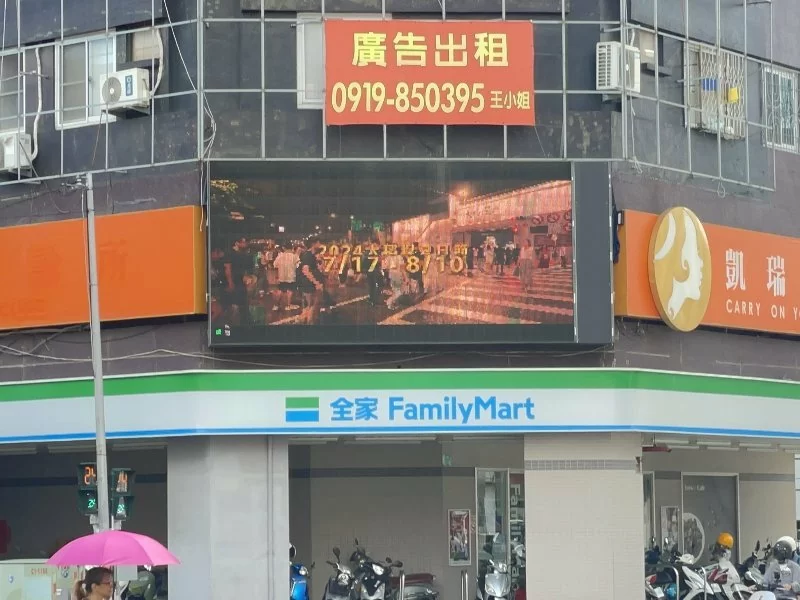 廣告出租
0919-850395 王小姐
7/17 8/10
凱瑞
CARRY ON
全家 FamilyMart